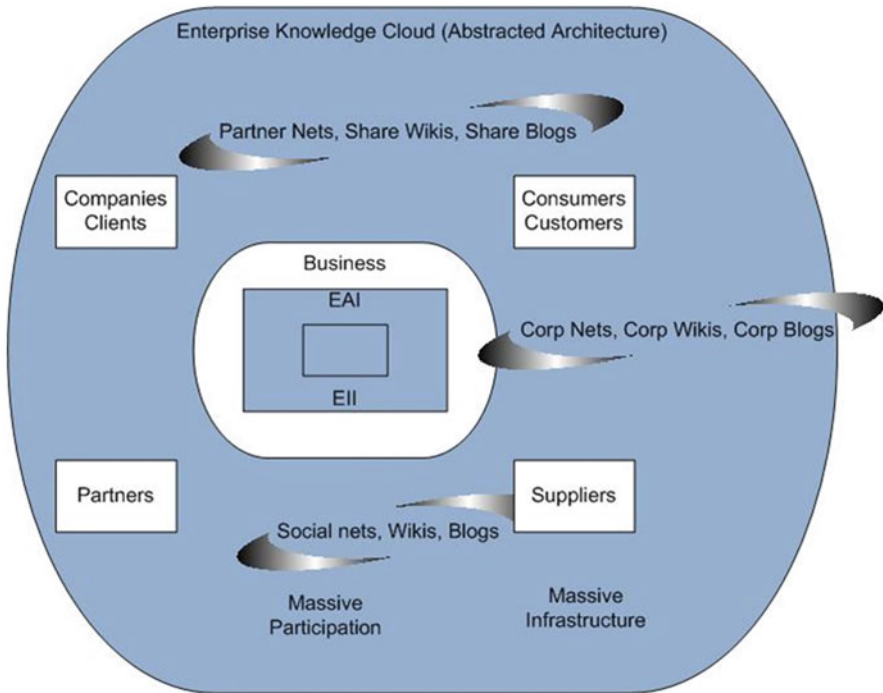 Enterprise Knowledge Cloud (Abstracted Architecture)
Partner Nets, Share Wikis, Share Blogs
Companies
Clients
Consumers
Customers
Business
EAI
EII
Corp Nets, Corp Wikis, Corp Blogs
Partners
Suppliers
Social nets, Wikis, Blogs
Massive
Participation
Massive
Infrastructure